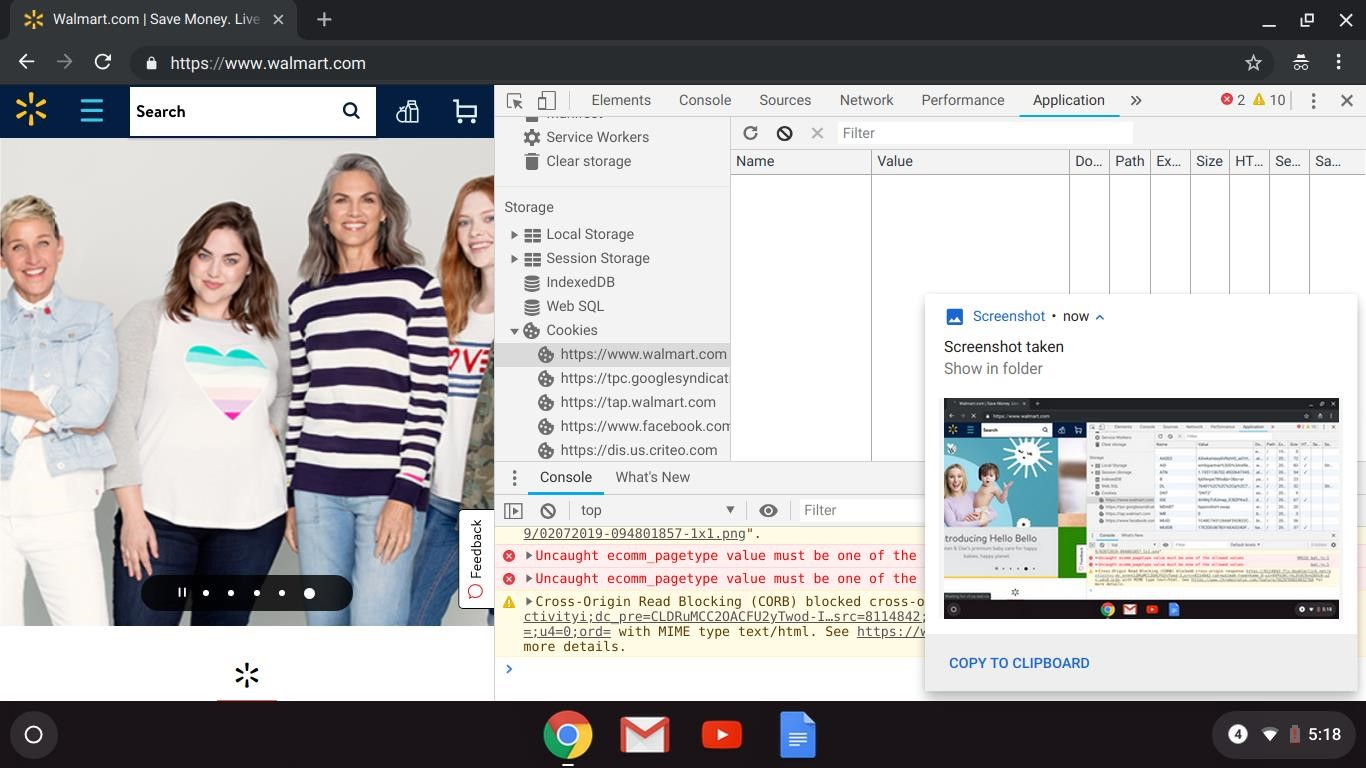 Walmart.com | Save Money. Live
https://www.walmart.com
Search
Feedback
Elements Console Sources Network Performance Application » 2 10
Manifest
Service Workers
Clear storage
Storage
Local Storage
Session Storage
IndexedDB
Web SQL
Cookies
https://www.walmart.com
https://tpc.googlesyndicat
https://tap.walmart.com
https://www.facebook.com
https://dis.us.criteo.com
Filter
Name Value Do... Path Ex... Size HT... Se... Sa...
Console What's New
top Filter
9/02072019-094801857-1x1.png".
Uncaught ecomm_pagetype value must be one of the
Uncaught ecomm_pagetype value must be one of the
Cross-Origin Read Blocking (CORB) blocked cross-o
ctivityi;dc_pre=CLDRuMCC2OACFU2yTwod-I…src=8114842;
=;u4=0;ord= with MIME type text/html. See https://w
more details.
Screenshot • now
Screenshot taken
Show in folder
troducing Hello Bello
COPY TO CLIPBOARD
4 5:18